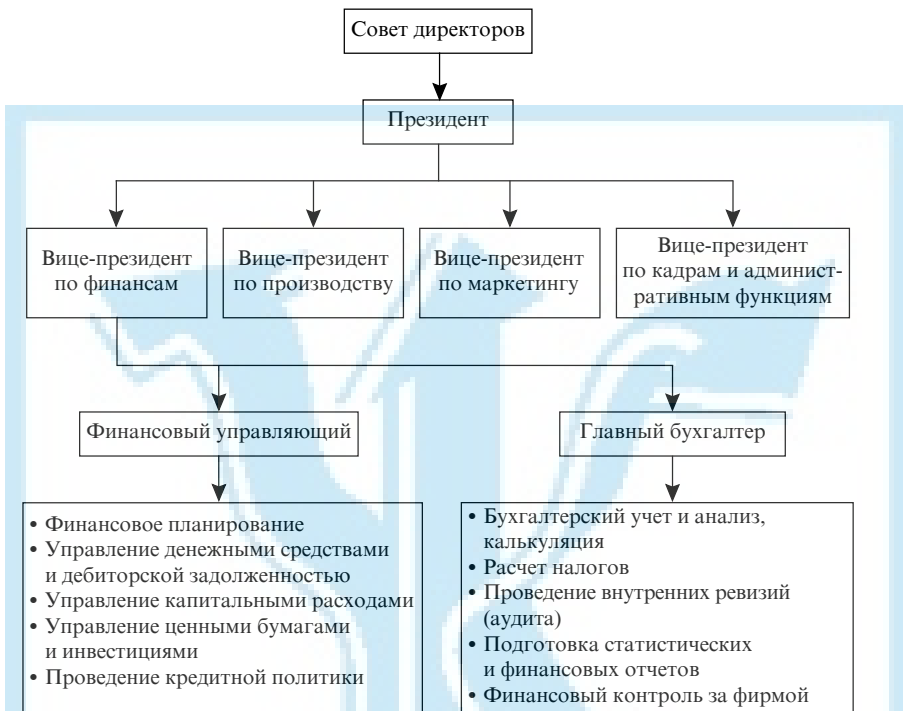 Совет директоров
Президент
Вице-президент
по финансам
Вице-президент
по производству
Вице-президент
по маркетингу
Вице-президент
по кадрам и админист-
ративным функциям
Финансовый управляющий
Главный бухгалтер
• Финансовое планирование
• Управление денежными средствами
и дебиторской задолженностью
• Управление капитальными расходами
• Управление ценными бумагами
и инвестициями
• Проведение кредитной политики
• Бухгалтерский учет и анализ,
калькуляция
• Расчет налогов
• Проведение внутренних ревизий
(аудита)
• Подготовка статистических
и финансовых отчетов
• Финансовый контроль за фирмой